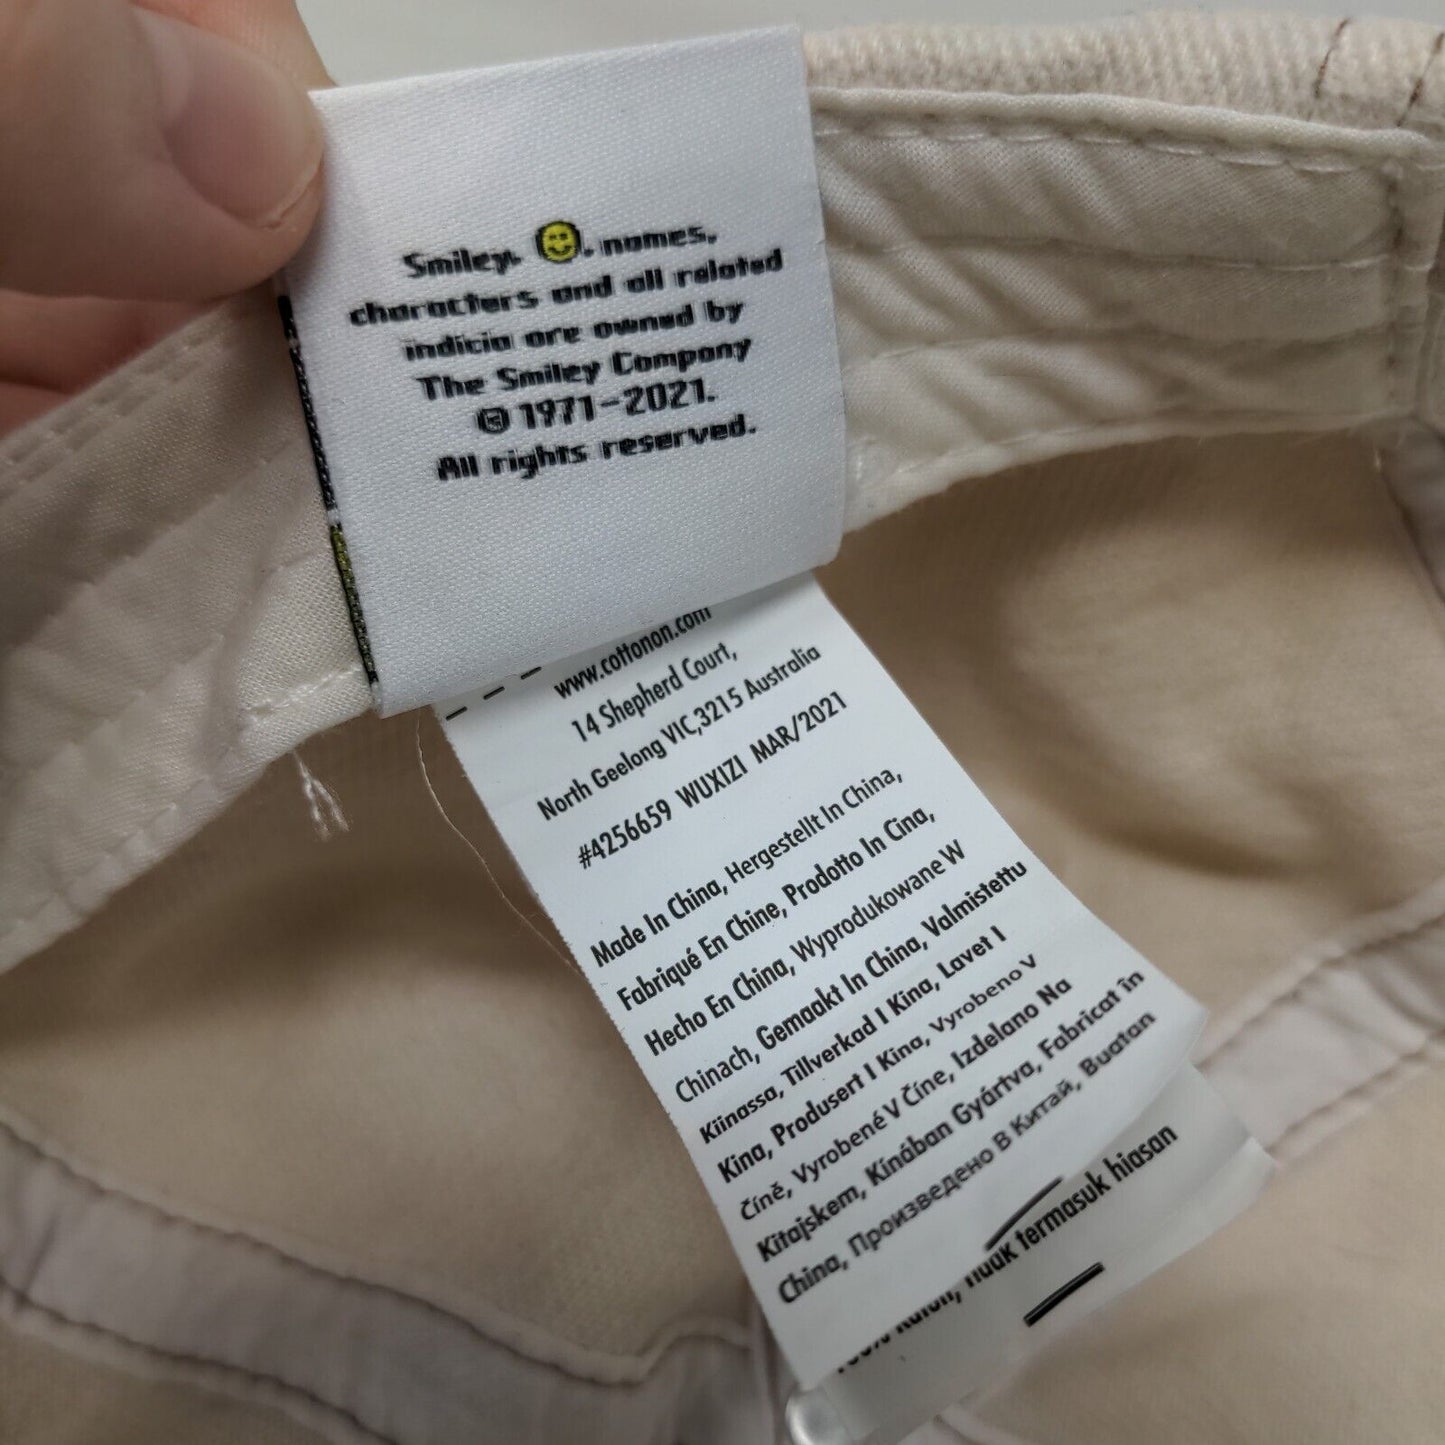 Smiley, , names,
characters and all related
indicia are owned by
The Smiley Company
© 1971-2021.
All rights reserved.
www.cottonon.com
14 Shepherd Court,
North Geelong VIC,3215 Australia
#4256659 WUXIZI MAR/2021
Made In China, Hergestellt In China,
Fabriqué En Chine, Prodotto In Cina,
Hecho En China, Wyprodukowane W
Chinach, Gemaakt In China, Valmistettu
Kiinassa, Tillverkad I Kina, Lavet I
Kina, Produsert I Kina, Vyrobeno V
Číně, Vyrobené V Číne, Izdelano Na
Kitajskem, Kínában Gyártva, Fabricat în
China, Произведено В Китай, Buatan
termasuk hiasan